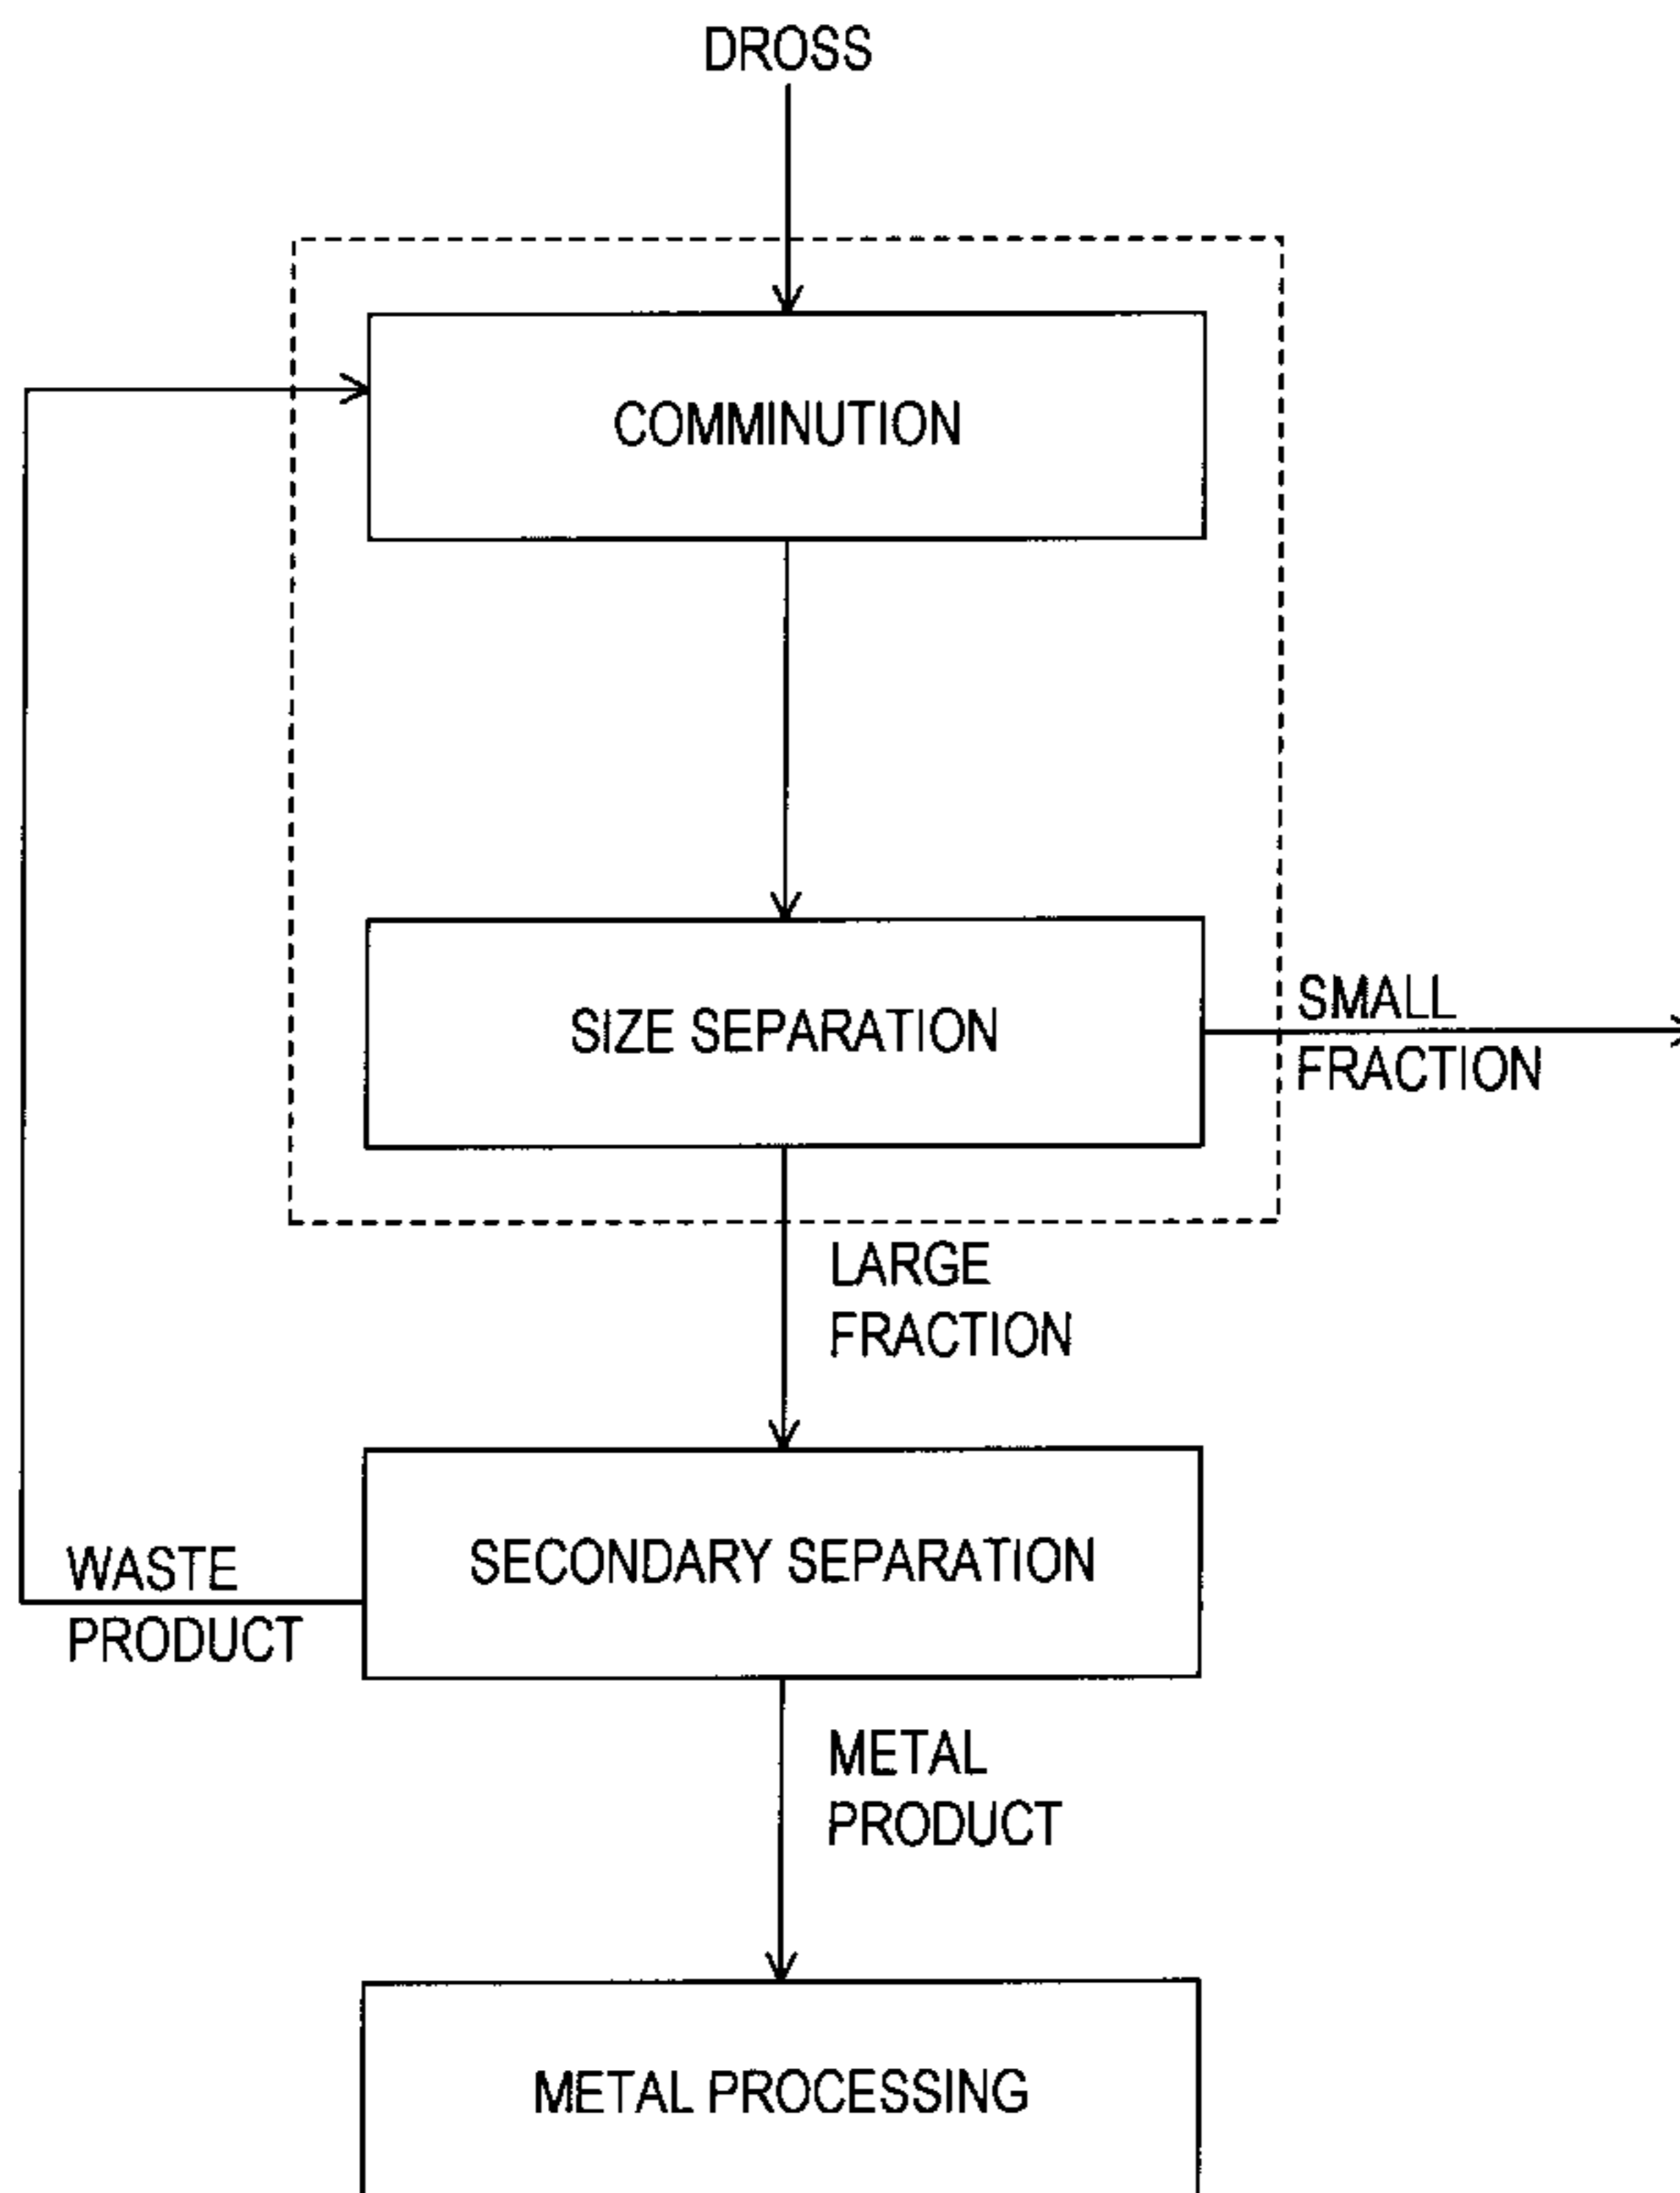 DROSS
COMMINUTION
SIZE SEPARATION
SMALL
FRACTION
LARGE
FRACTION
SECONDARY SEPARATION
WASTE
PRODUCT
METAL
PRODUCT
METAL PROCESSING